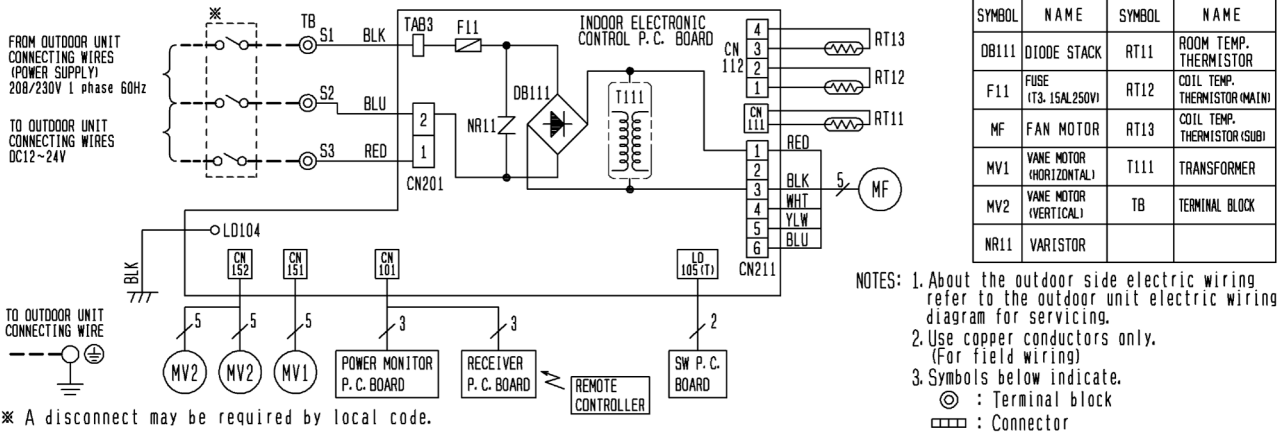 ※
FROM OUTDOOR UNIT
CONNECTING WIRES
(POWER SUPPLY)
208/230V 1 phase 60Hz
TO OUTDOOR UNIT
CONNECTING WIRES
DC12~24V
TB
S1
S2
S3
BLK
BLU
RED
TAB3
F11
2
1
CN201
NR11
DB111
T111
INDOOR ELECTRONIC
CONTROL P. C. BOARD
CN
112
4
3
2
1
RT13
RT12
CN
111
RT11
1
2
3
4
5
6
CN211
RED
BLK
WHT
YLW
BLU
5
MF
LD104
BLK
CN
152
CN
151
CN
101
LD
105(T)
5
5
5
3
3
2
MV2
MV2
MV1
POWER MONITOR
P. C. BOARD
RECEIVER
P. C. BOARD
REMOTE
CONTROLLER
SW P. C.
BOARD
TO OUTDOOR UNIT
CONNECTING WIRE
※ A disconnect may be required by local code.
SYMBOL NAME SYMBOL NAME
DB111 DIODE STACK RT11 ROOM TEMP.
THERMISTOR
F11 FUSE
(T3. 15AL250V)
RT12 COIL TEMP.
THERMISTOR(MAIN)
MF FAN MOTOR RT13 COIL TEMP.
THERMISTOR(SUB)
MV1 VANE MOTOR
(HORIZONTAL)
T111 TRANSFORMER
MV2 VANE MOTOR
(VERTICAL)
TB TERMINAL BLOCK
NR11 VARISTOR
NOTES: 1. About the outdoor side electric wiring
refer to the outdoor unit electric wiring
diagram for servicing.
2. Use copper conductors only.
(For field wiring)
3. Symbols below indicate.
◎ : Terminal block
: Connector